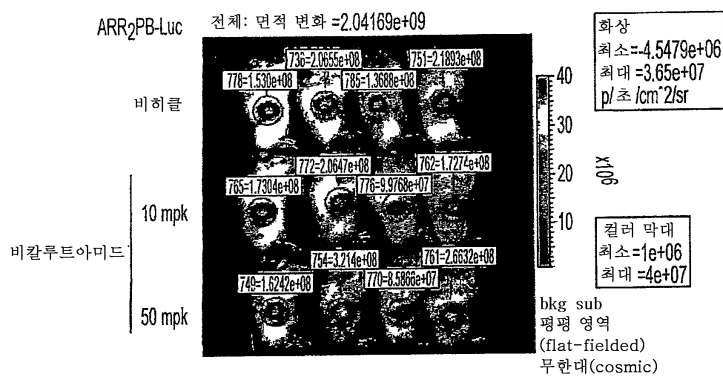 ARR2PB-Luc
전체: 면적 변화 =2.04169e+09
736=2.0655e+08
751=2.1893e+08
778=1.530e+08
785=1.3688e+08
비히클
772=2.0647e+08
762=1.7274e+08
765=1.7304e+08
776=9.9768e+07
10 mpk
비칼루트아미드
754=3.214e+08
761=2.6632e+08
749=1.6242e+08
770=8.5866e+07
50 mpk
40
30
20
10
x106
화상
최소=-4.5479e+06
최대 =3.65e+07
p/초/cm^2/sr
컬러 막대
최소=1e+06
최대 =4e+07
bkg sub
평평 영역
(flat-fielded)
무한대(cosmic)